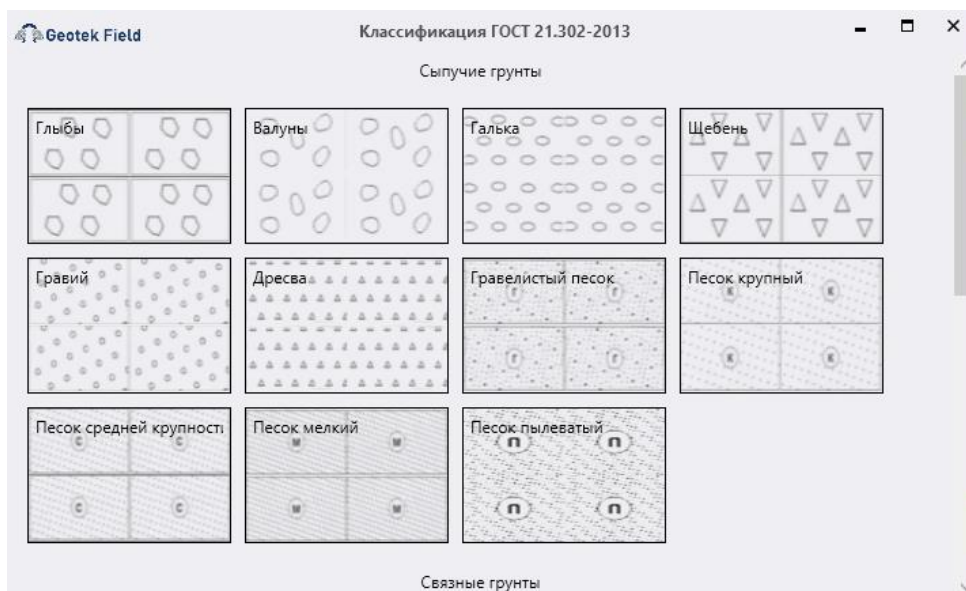 Geotek Field
Классификация ГОСТ 21.302-2013
Сыпучие грунты
Глыбы
Валуны
Галька
Щебень
Гравий
Дресва
Гравелистый песок
Песок крупный
Г Г
К К
Г Г
К К
Песок средней крупности
Песок мелкий
Песок пылеватый
С С
М М
П П
С С
М М
П П
Связные грунты